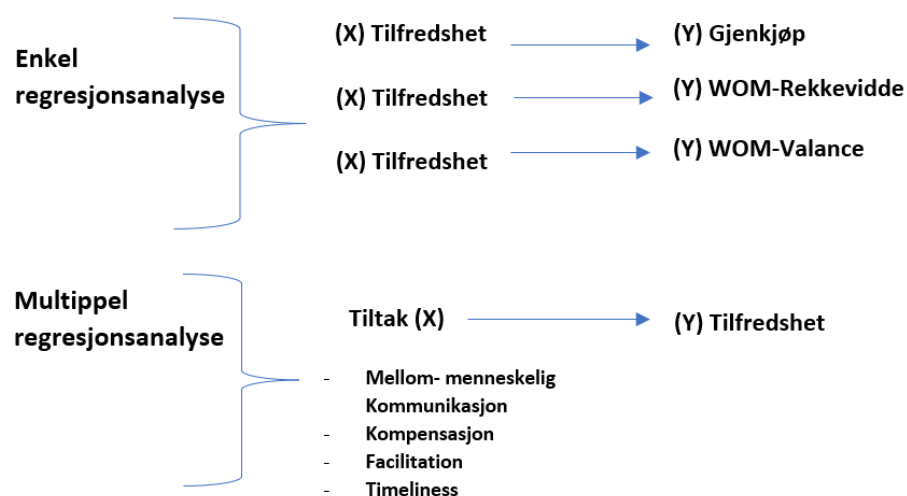 Enkel
regresjonsanalyse
(X) Tilfredshet
(Y) Gjenkjøp
(X) Tilfredshet
(Y) WOM-Rekkevidde
(X) Tilfredshet
(Y) WOM-Valance
Multippel
regresjonsanalyse
Tiltak (X)
(Y) Tilfredshet
- Mellom- menneskelig
Kommunikasjon
- Kompensasjon
- Facilitation
- Timeliness